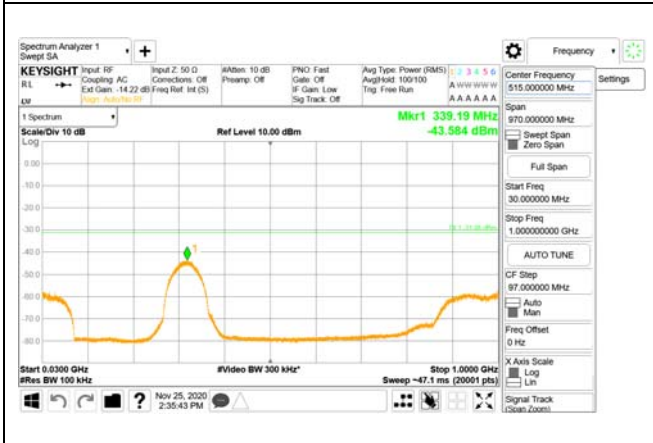 Spectrum Analyzer 1
Swept SA
+
Frequency
KEYSIGHT
Input: RF
Coupling: AC
Ext Gain: -14.22 dB
Align: Auto/No RF
Input Z: 50 Ω
Corrections: Off
Freq Ref: Int (S)
#Atten: 10 dB
Preamp: Off
PNO: Fast
Gate: Off
IF Gain: Low
Sig Track: Off
Avg Type: Power (RMS)
Avg|Hold: 100/100
Trig: Free Run
1 2 3 4 5 6
A W W W W W
A A A A A A
RL
1 Spectrum
Scale/Div 10 dB
Ref Level 10.00 dBm
Mkr1 339.19 MHz
-43.584 dBm
Log
0.00
-10.0
-20.0
-30.0
-40.0
-50.0
-60.0
-70.0
-80.0
1
Start 0.0300 GHz
#Res BW 100 kHz
#Video BW 300 kHz*
Stop 1.0000 GHz
Sweep ~47.1 ms (20001 pts)
?
Nov 25, 2020
2:35:43 PM
Center Frequency
515.000000 MHz
Settings
Span
970.000000 MHz
Swept Span
Zero Span
Full Span
Start Freq
30.000000 MHz
Stop Freq
1.000000000 GHz
AUTO TUNE
CF Step
97.000000 MHz
Auto
Man
Freq Offset
0 Hz
X Axis Scale
Log
Lin
Signal Track
(Span Zoom)